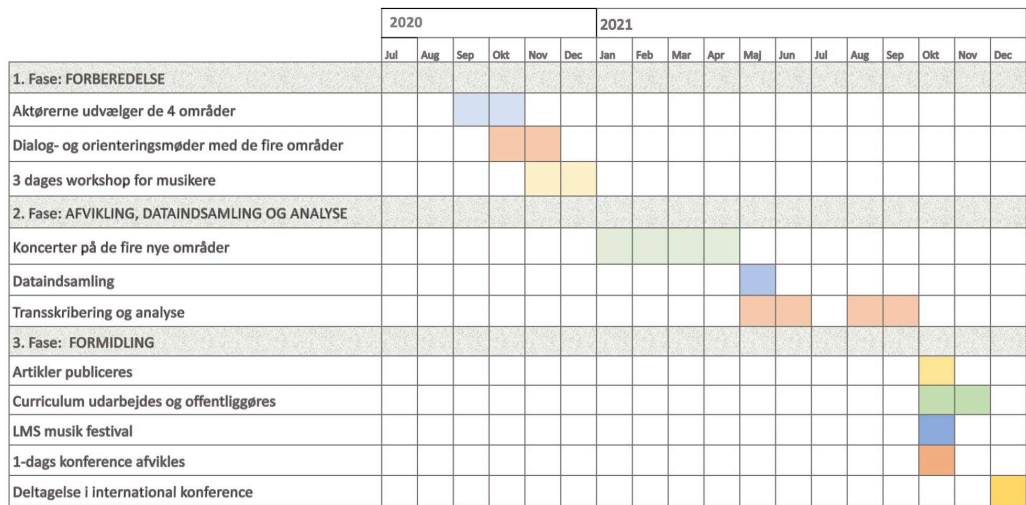 2020 2021
Jul Aug Sep Okt Nov Dec Jan Feb Mar Apr Maj Jun Jul Aug Sep Okt Nov Dec
1. Fase: FORBEREDELSE
Aktørerne udvælger de 4 områder
Dialog- og orienteringsmøder med de fire områder
3 dages workshop for musikere
2. Fase: AFVIKLING, DATAINDSAMLING OG ANALYSE
Koncerter på de fire nye områder
Dataindsamling
Transskribering og analyse
3. Fase: FORMIDLING
Artikler publiceres
Curriculum udarbejdes og offentliggøres
LMS musik festival
1-dags konference afvikles
Deltagelse i international konference